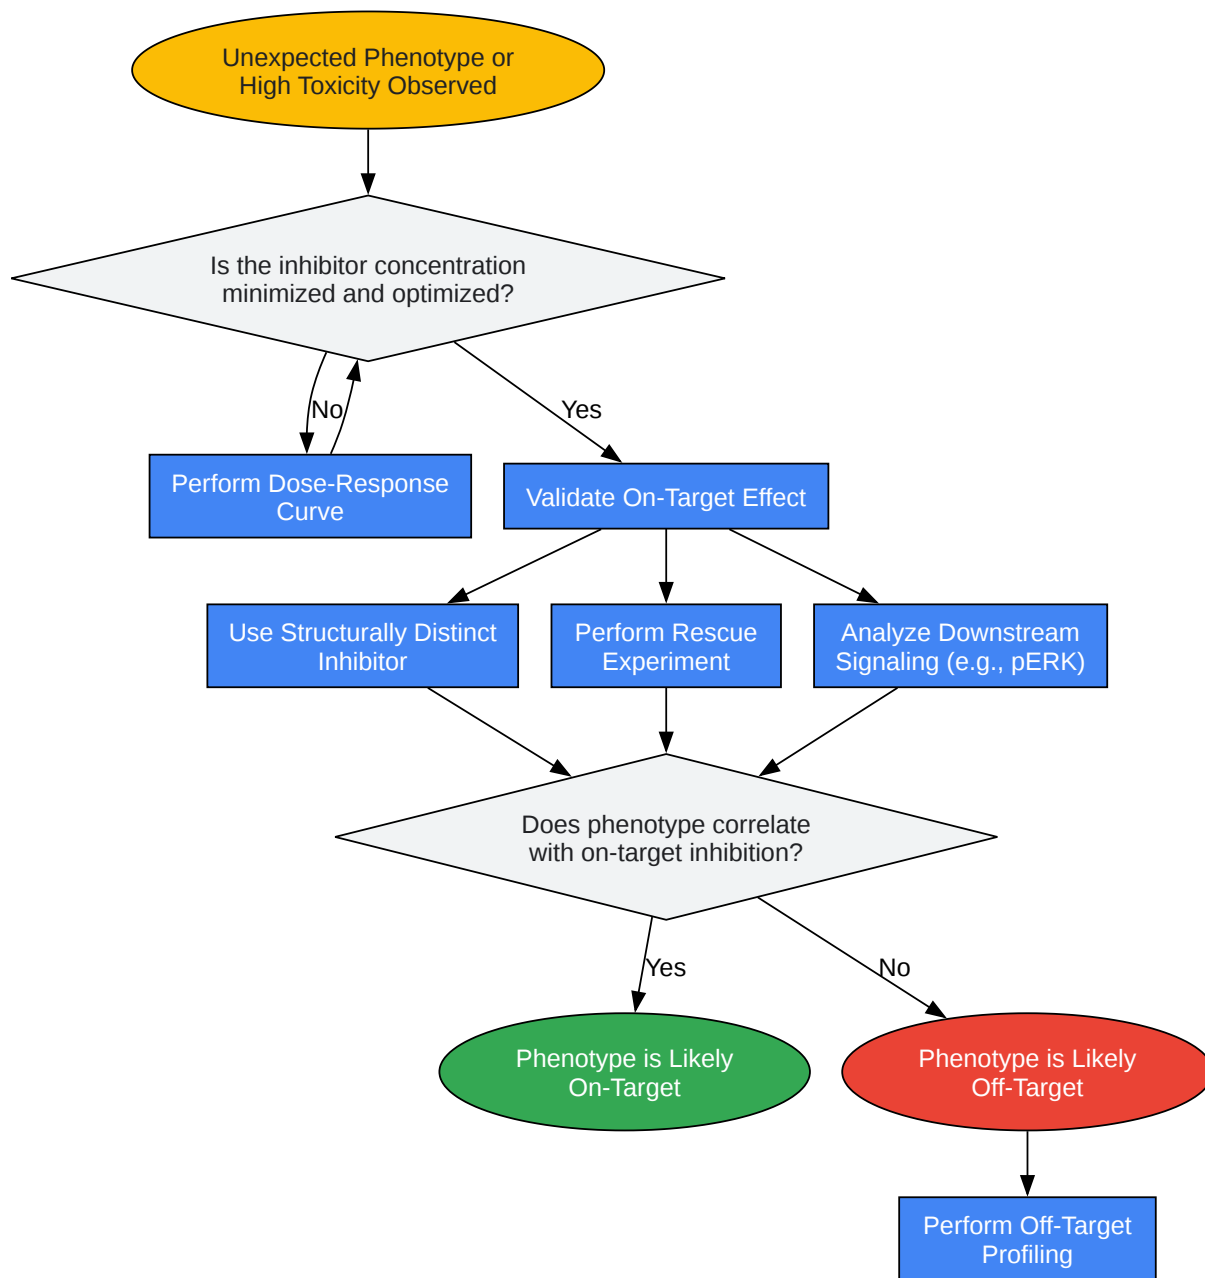 Unexpected Phenotype or
High Toxicity Observed
Is the inhibitor concentration
minimized and optimized?
No
Yes
Perform Dose-Response
Curve
Validate On-Target Effect
Use Structurally Distinct
Inhibitor
Perform Rescue
Experiment
Analyze Downstream
Signaling (e.g., pERK)
Does phenotype correlate
with on-target inhibition?
Yes
No
Phenotype is Likely
On-Target
Phenotype is Likely
Off-Target
Perform Off-Target
Profiling